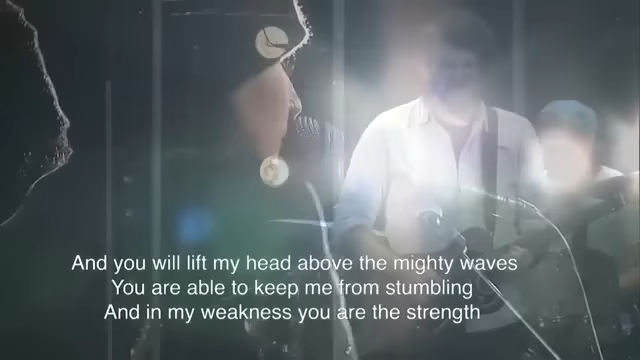 And you will lift my head above the mighty waves
You are able to keep me from stumbling
And in my weakness you are the strength